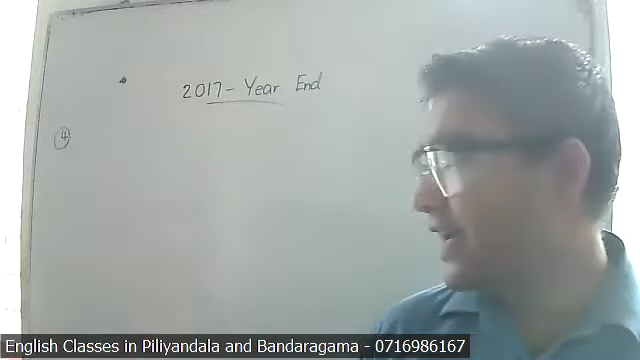 2017 - Year End
4
English Classes in Piliyandala and Bandaragama - 0716986167